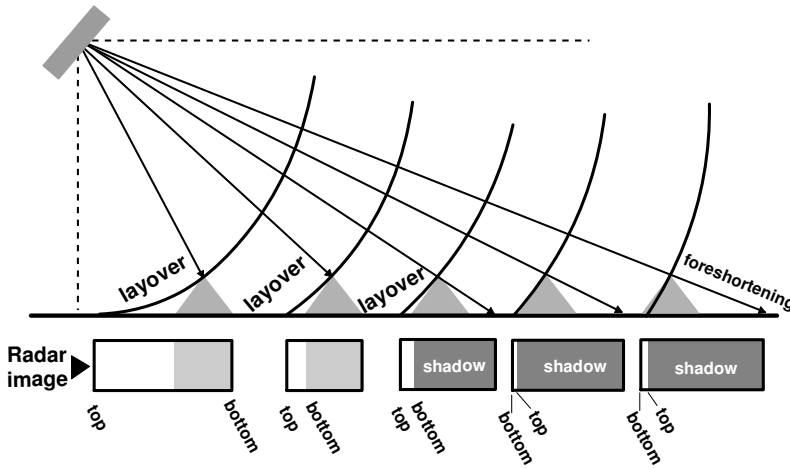 layover
layover
layover
foreshortening
Radar
image
shadow
shadow
shadow
top
bottom
top
bottom
top
bottom
bottom
top
bottom
top